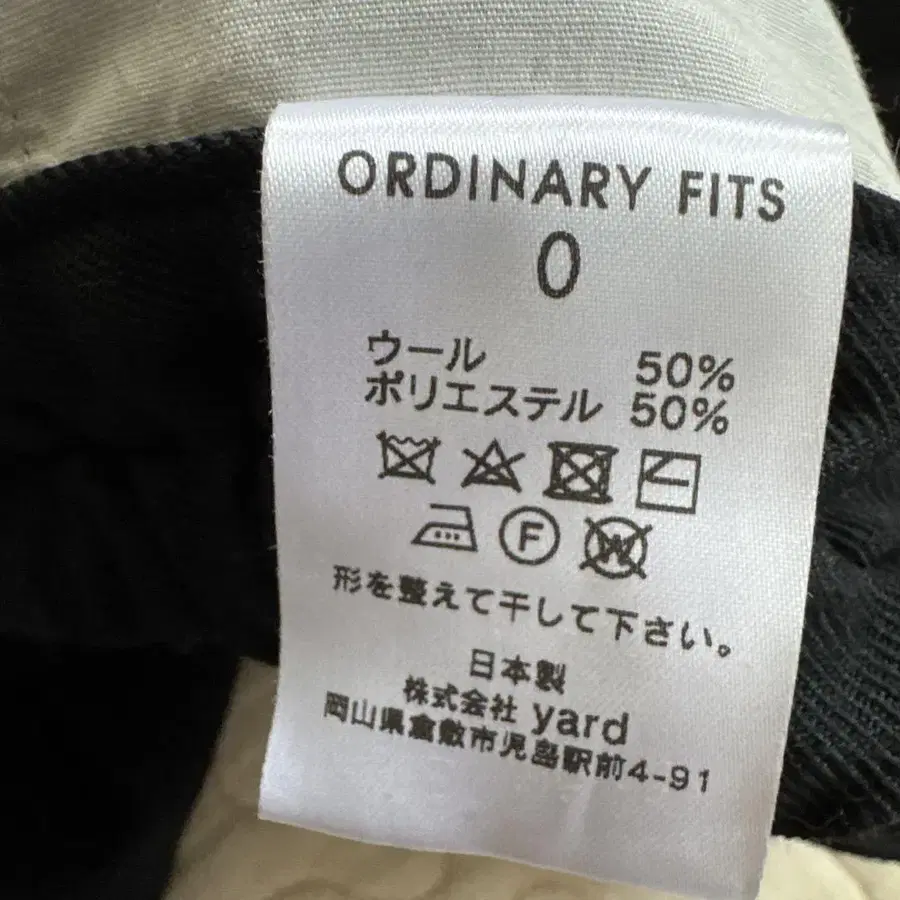 ORDINARY FITS
0
ウール 50%
ポリエステル 50%
F W
形を整えて干して下さい。
日本製
株式会社 yard
岡山県倉敷市児島駅前4-91